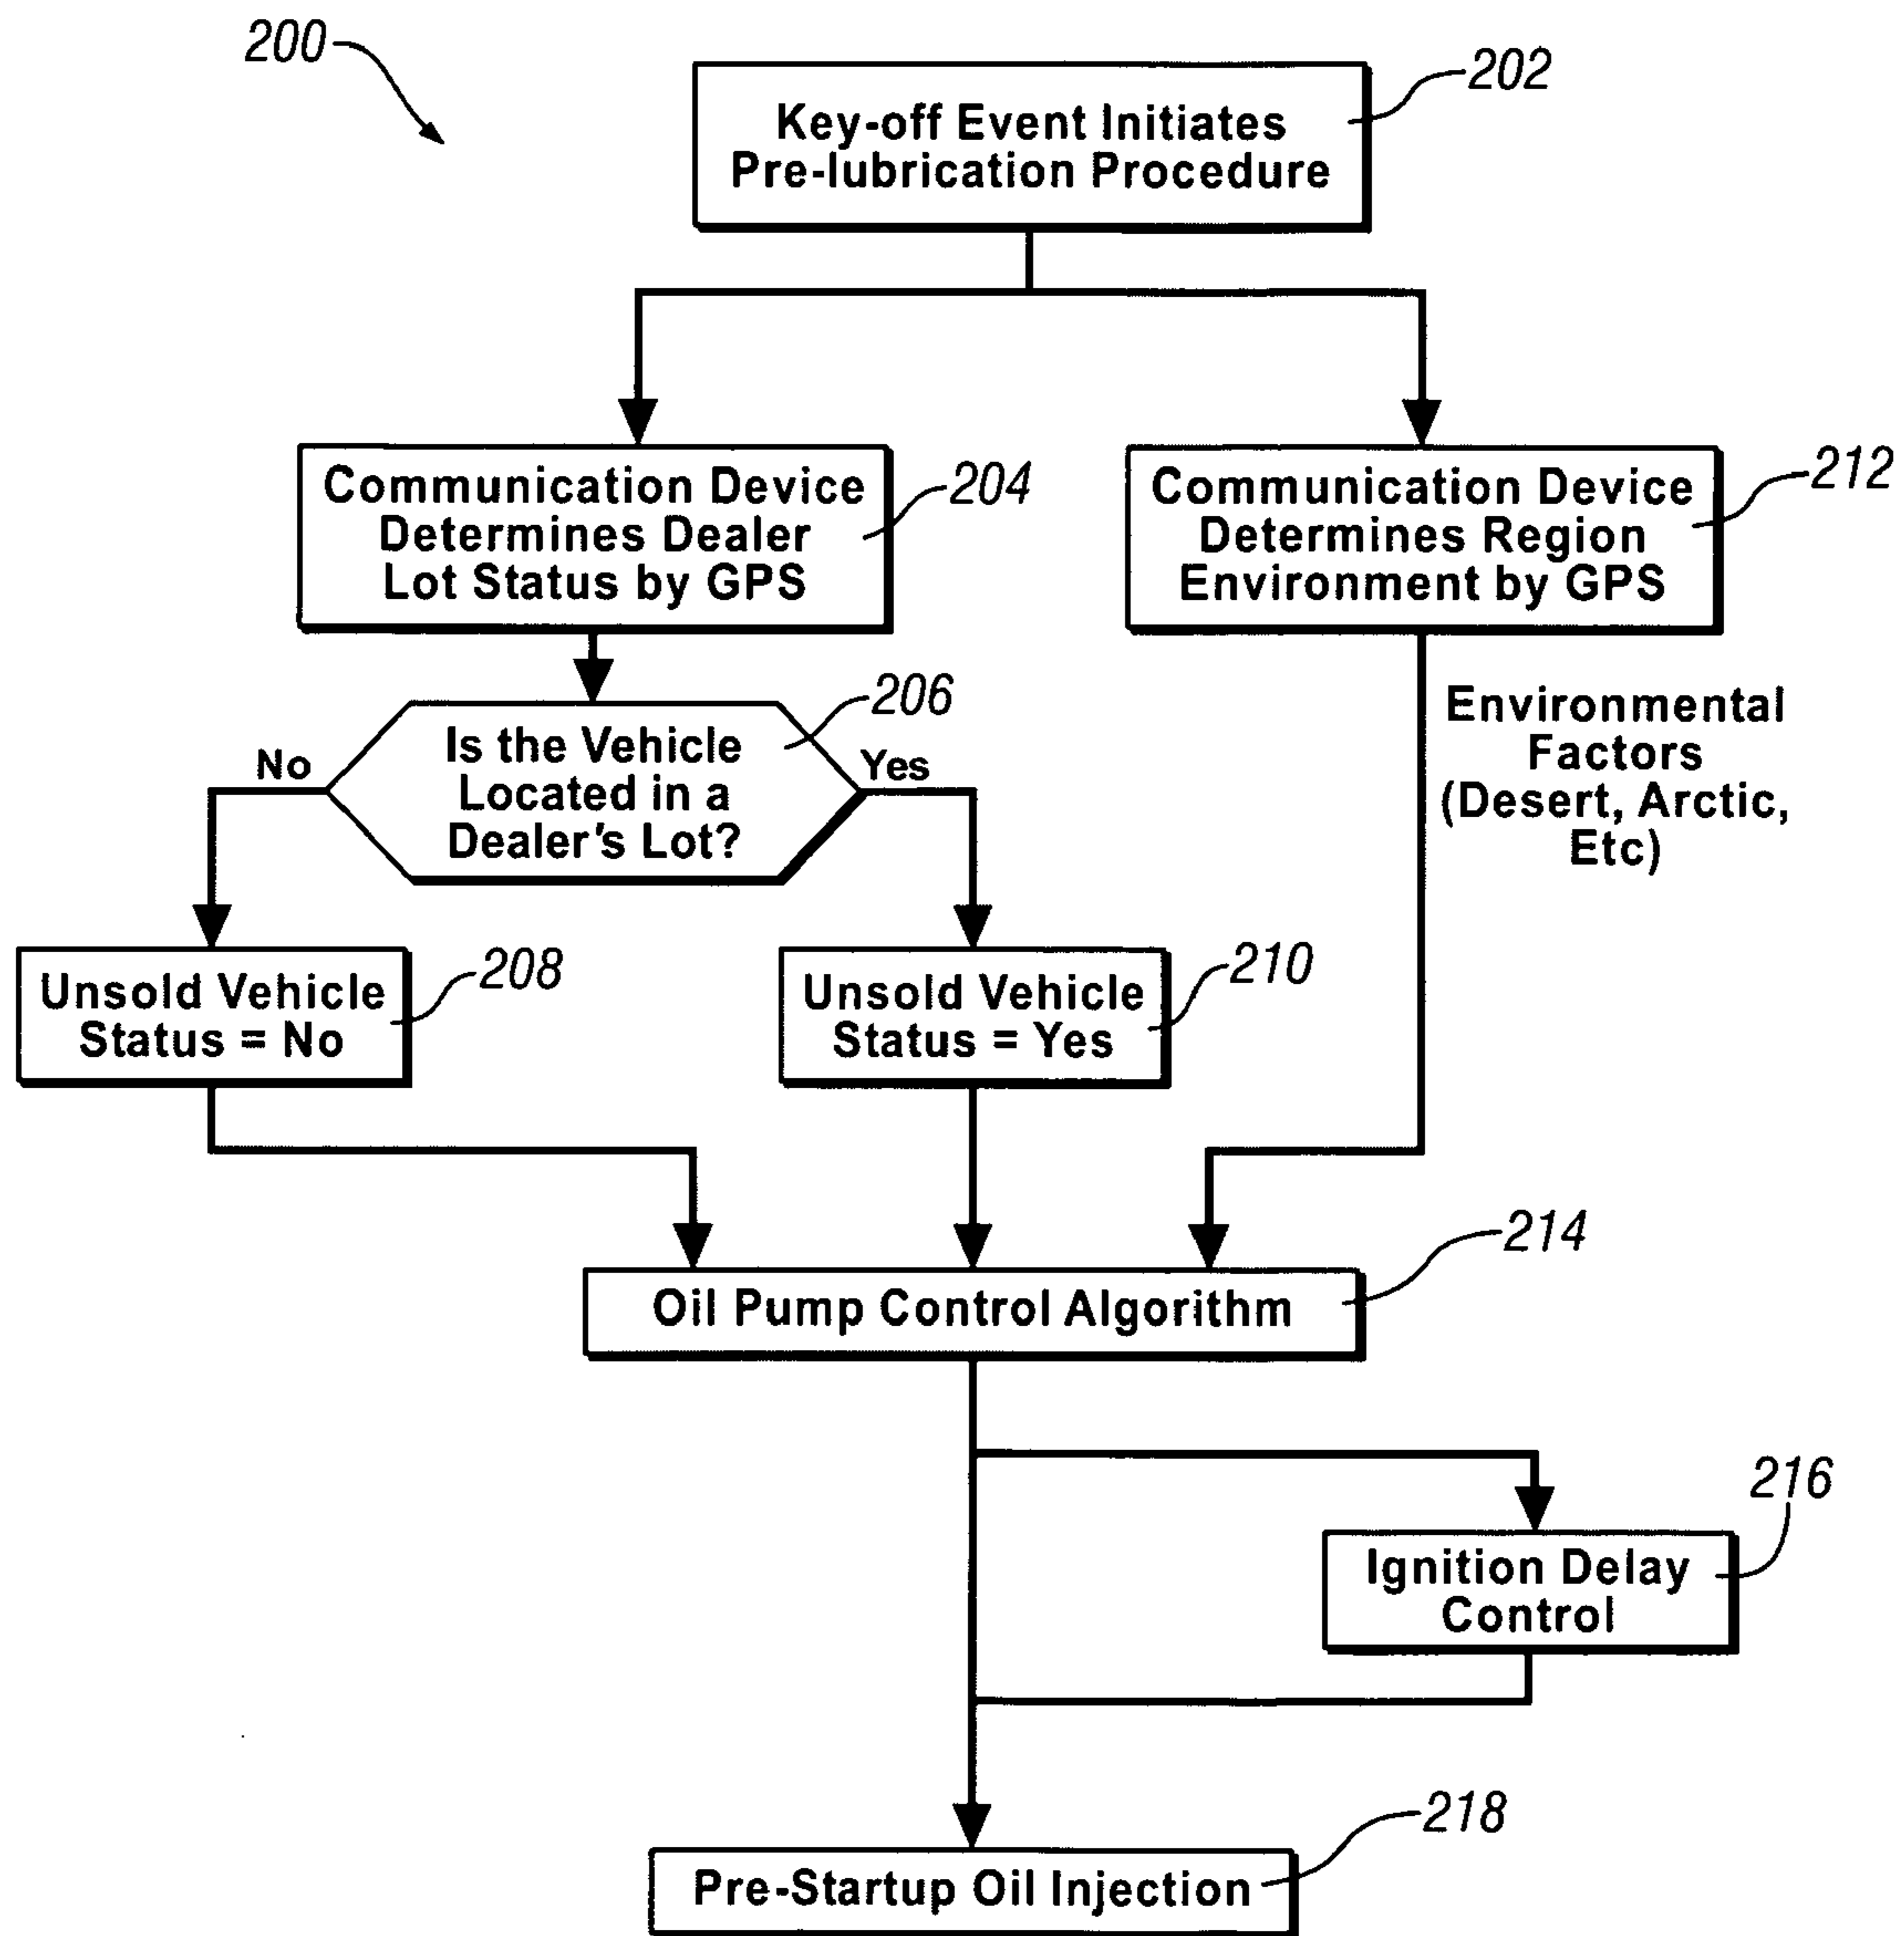 200
202
Key-off Event Initiates
Pre-lubrication Procedure
Communication Device
Determines Dealer
Lot Status by GPS
204
Communication Device
Determines Region
Environment by GPS
212
206
Is the Vehicle
Located in a
Dealer's Lot?
No
Yes
Environmental
Factors
(Desert, Arctic,
Etc)
Unsold Vehicle
Status = No
208
Unsold Vehicle
Status = Yes
210
214
Oil Pump Control Algorithm
216
Ignition Delay
Control
218
Pre-Startup Oil Injection